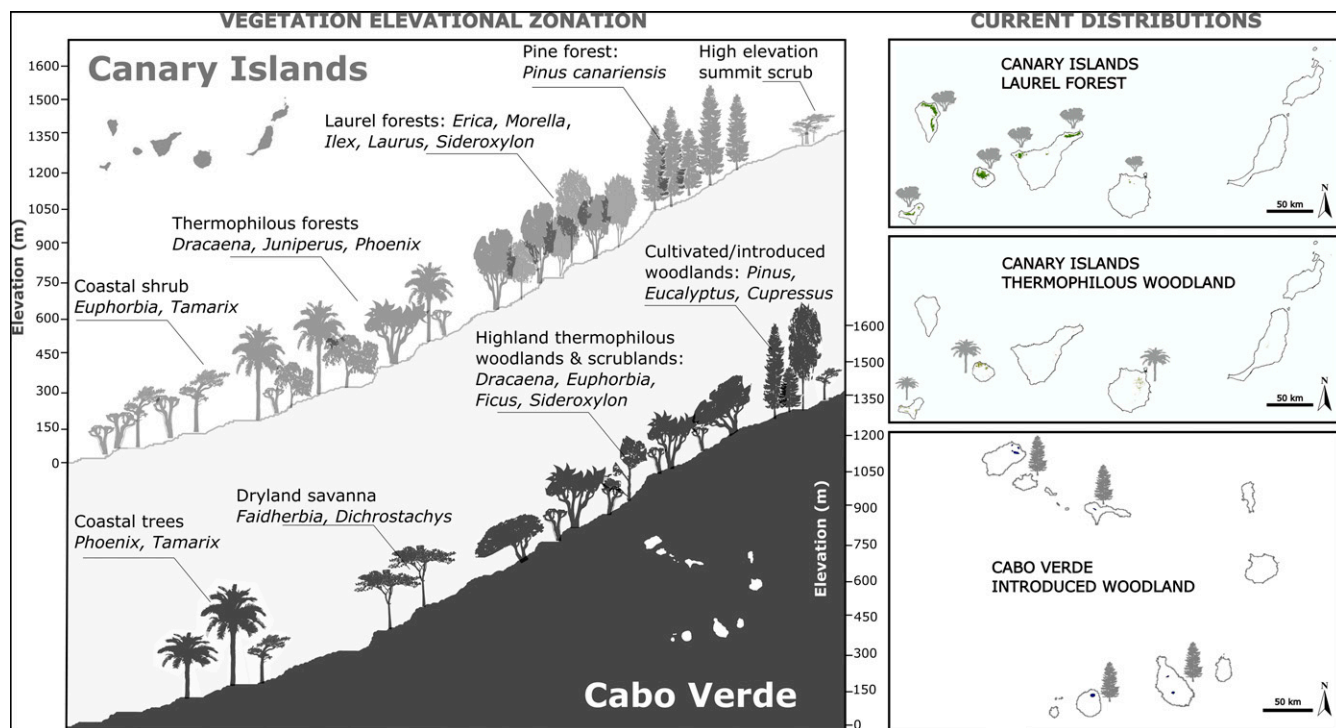 VEGETATION ELEVATIONAL ZONATION
Canary Islands
Elevation (m)
1600
1500
1350
1200
1050
900
750
600
450
300
150
0
Pine forest:
Pinus canariensis
High elevation
summit scrub
Laurel forests: Erica, Morella,
Ilex, Laurus, Sideroxylon
Thermophilous forests
Dracaena, Juniperus, Phoenix
Coastal shrub
Euphorbia, Tamarix
Cultivated/introduced
woodlands: Pinus,
Eucalyptus, Cupressus
Highland thermophilous
woodlands & scrublands:
Dracaena, Euphorbia,
Ficus, Sideroxylon
Dryland savanna
Faidherbia, Dichrostachys
Coastal trees
Phoenix, Tamarix
Cabo Verde
Elevation (m)
1600
1500
1350
1200
1050
900
750
600
450
300
150
0
CURRENT DISTRIBUTIONS
CANARY ISLANDS
LAUREL FOREST
50 km
N
CANARY ISLANDS
THERMOPHILOUS WOODLAND
50 km
N
CABO VERDE
INTRODUCED WOODLAND
50 km
N